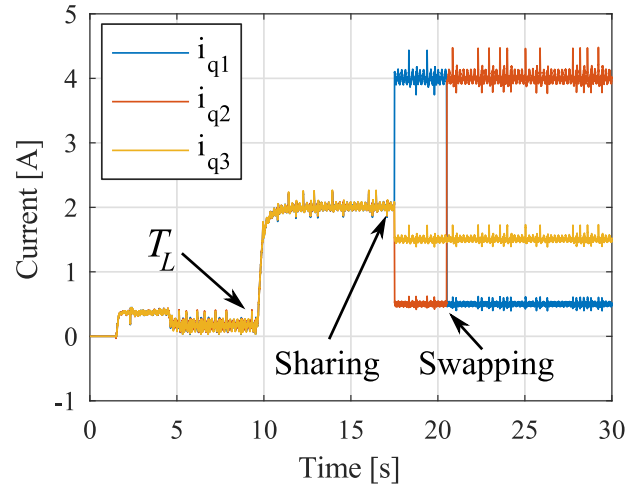 5
4
3
2
1
0
-1
Current [A]
i_q1
i_q2
i_q3
T_L
Sharing
Swapping
0 5 10 15 20 25 30
Time [s]